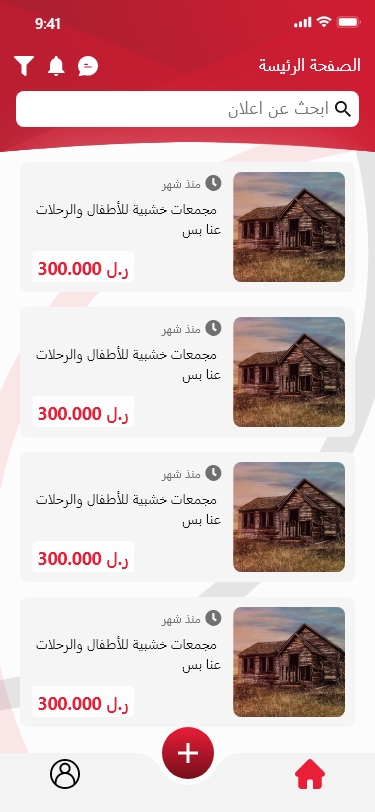 9:41
الصفحة الرئيسة
ابحث عن اعلان
منذ شهر
مجمعات خشبية للأطفال والرحلات
عنا بس
300.000 ر.ل
منذ شهر
مجمعات خشبية للأطفال والرحلات
عنا بس
300.000 ر.ل
منذ شهر
مجمعات خشبية للأطفال والرحلات
عنا بس
300.000 ر.ل
منذ شهر
مجمعات خشبية للأطفال والرحلات
عنا بس
300.000 ر.ل